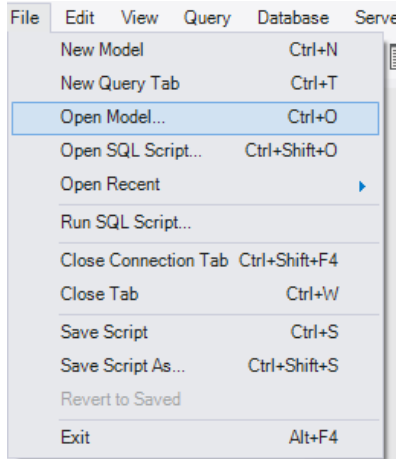 File Edit View Query Database Serve
New Model Ctrl+N
New Query Tab Ctrl+T
Open Model... Ctrl+O
Open SQL Script... Ctrl+Shift+O
Open Recent
Run SQL Script...
Close Connection Tab Ctrl+Shift+F4
Close Tab Ctrl+W
Save Script Ctrl+S
Save Script As... Ctrl+Shift+S
Revert to Saved
Exit Alt+F4